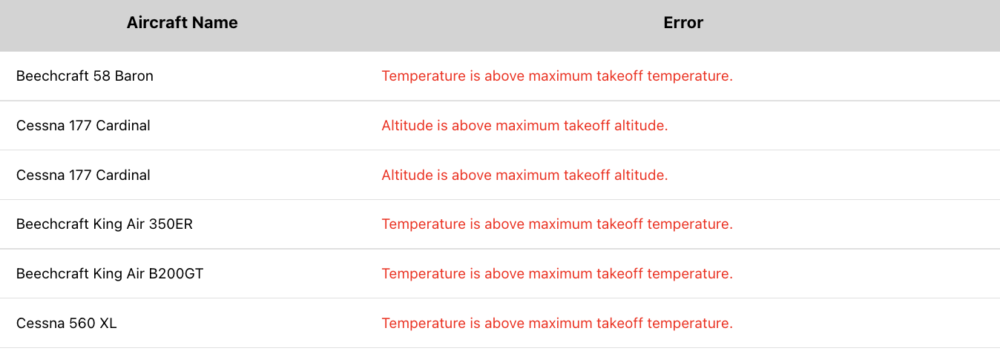 Aircraft Name Error
Beechcraft 58 Baron Temperature is above maximum takeoff temperature.
Cessna 177 Cardinal Altitude is above maximum takeoff altitude.
Cessna 177 Cardinal Altitude is above maximum takeoff altitude.
Beechcraft King Air 350ER Temperature is above maximum takeoff temperature.
Beechcraft King Air B200GT Temperature is above maximum takeoff temperature.
Cessna 560 XL Temperature is above maximum takeoff temperature.